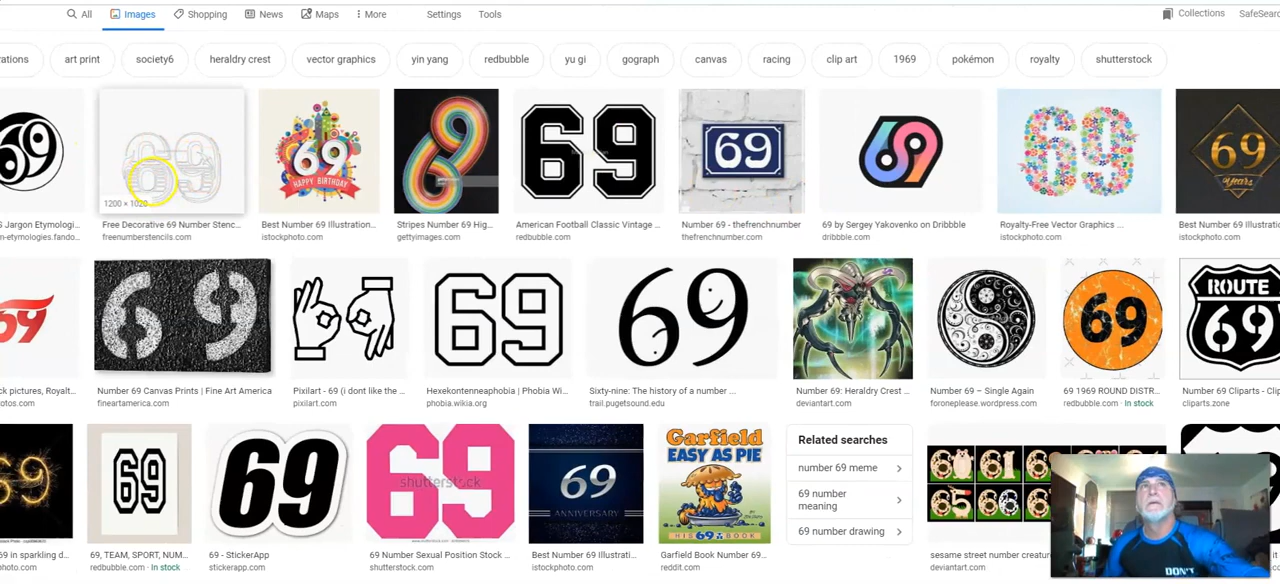 All Images Shopping News Maps More Settings Tools Collections
art print society6 heraldry crest vector graphics yin yang redbubble yu gi gograph canvas racing clip art 1969 pokémon royalty shutterstock
69 69 HAPPY BIRTHDAY 69 69 69 69 69 Years
1200 × 1020
Jargon Etymologi... Free Decorative 69 Number Stenc... Best Number 69 Illustration... Stripes Number 69 Hig... American Football Classic Vintage ... Number 69 - thefrenchnumber 69 by Sergey Yakovenko on Dribbble Royalty-Free Vector Graphics ... Best Number 69 Illustrati
m-etymologies.fando... freenumberstencils.com istockphoto.com gettyimages.com redbubble.com thefrenchnumber.com dribbble.com istockphoto.com istockphoto.com
69 69 69 69 69 ROUTE 69
ck pictures, Royalt... Number 69 Canvas Prints | Fine Art America Pixilart - 69 (i dont like the ... Hexekontenneaphobia | Phobia Wi... Sixty-nine: The history of a number ... Number 69: Heraldry Crest ... Number 69 – Single Again 69 1969 ROUND DISTR... Number 69 Cliparts - Clip
fineartamerica.com pixilart.com phobia.wikia.org trail.pugetsound.edu deviantart.com foroneplease.wordpress.com redbubble.com · In stock cliparts.zone
69 69 69 69 shutterstock 69 ANNIVERSARY
Garfield
EASY AS PIE
HIS 69 BOOK
Related searches
number 69 meme
69 number
meaning
69 number drawing
69 in sparkling d... 69, TEAM, SPORT, NUM... 69 - StickerApp 69 Number Sexual Position Stock ... Best Number 69 Illustrati... Garfield Book Number 69... sesame street number creature
redbubble.com · In stock stickerapp.com shutterstock.com istockphoto.com reddit.com deviantart.com
DON'T